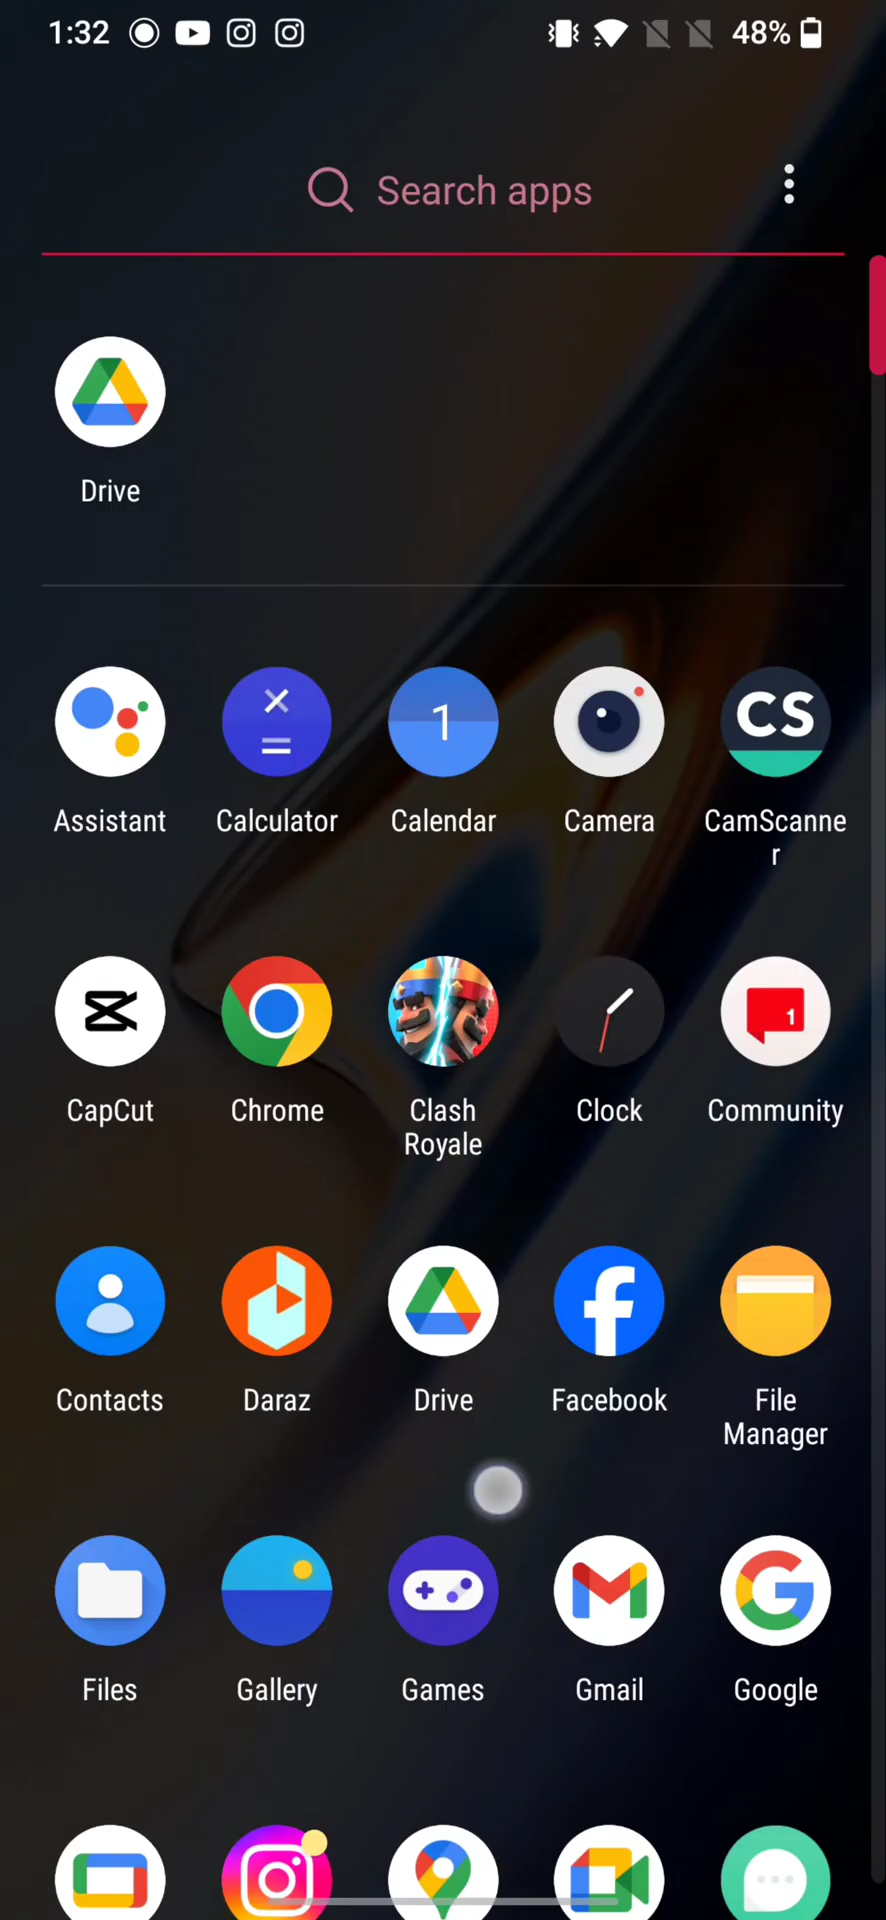 1:32 48%
Search apps
Drive
1
CS
Assistant Calculator Calendar Camera CamScanne
r
1
CapCut Chrome Clash Clock Community
Royale
Contacts Daraz Drive Facebook File
Manager
Files Gallery Games Gmail Google